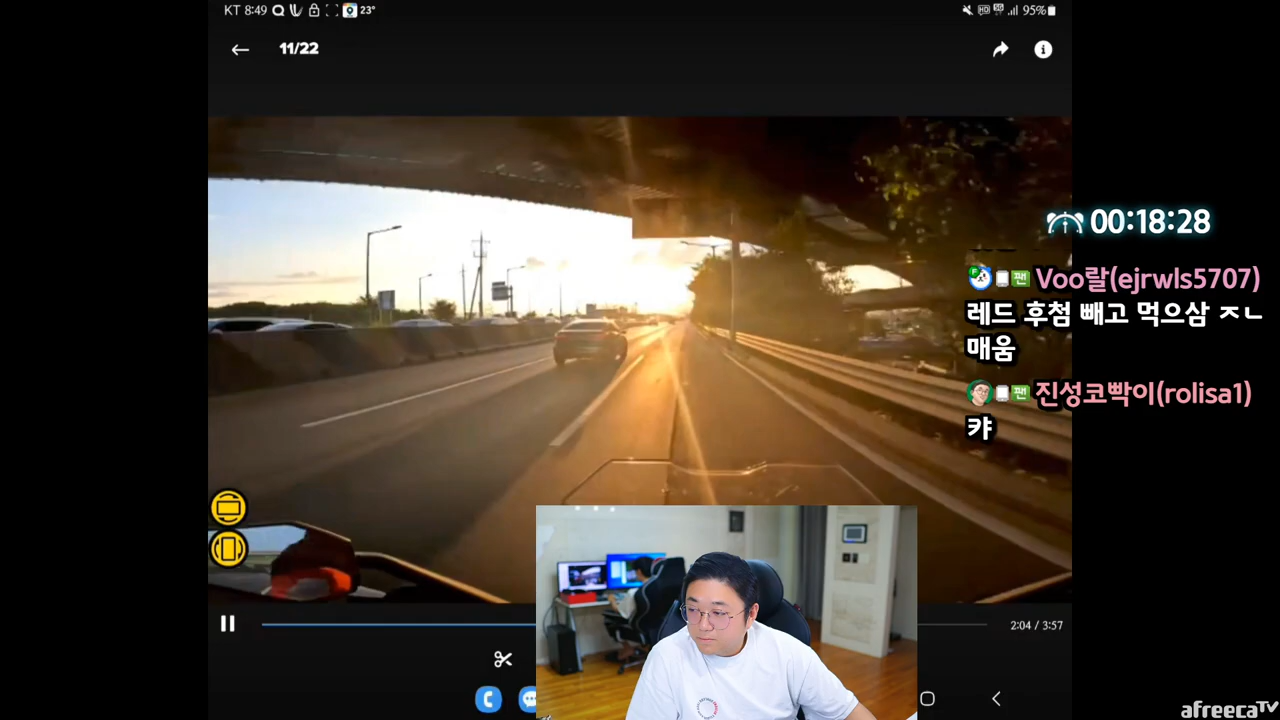 KT 8:49
23°
HD
5G
95%
11/22
00:18:28
Voo랄(ejrwls5707)
레드 후첨 빼고 먹으삼 ㅈㄴ
매움
진성코빡이(rolisa1)
캬
2:04 / 3:57
afreecaTV